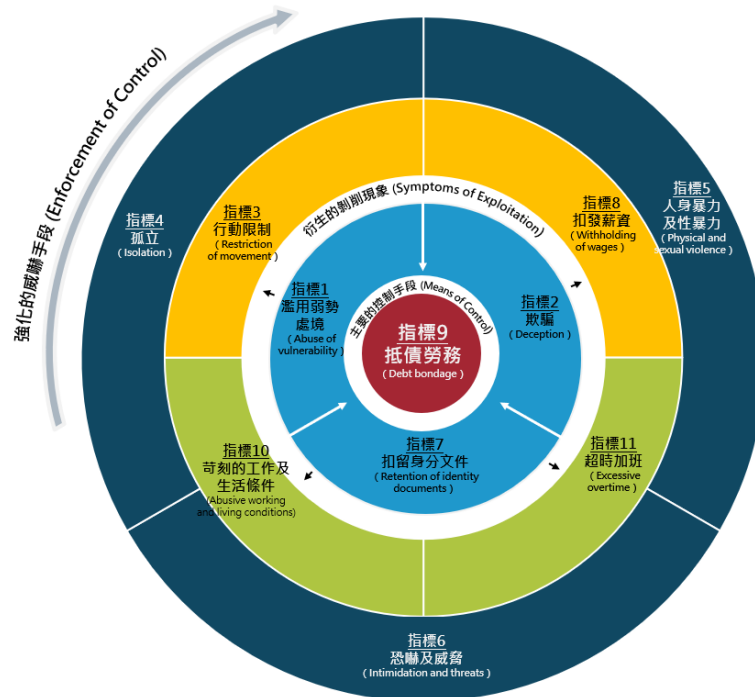 強化的威嚇手段 (Enforcement of Control)
指標4
孤立
( Isolation )
指標5
人身暴力
及性暴力
( Physical and
sexual violence )
指標6
恐嚇及威脅
( Intimidation and threats )
衍生的剝削現象 (Symptoms of Exploitation)
指標3
行動限制
( Restriction
of movement )
指標8
扣發薪資
( Withholding
of wages )
指標10
苛刻的工作及
生活條件
(Abusive working
and living conditions)
指標11
超時加班
( Excessive
overtime )
主要的控制手段 (Means of Control)
指標1
濫用弱勢
處境
( Abuse of
vulnerability )
指標2
欺騙
( Deception )
指標7
扣留身分文件
( Retention of identity
documents )
指標9
抵債勞務
( Debt bondage )